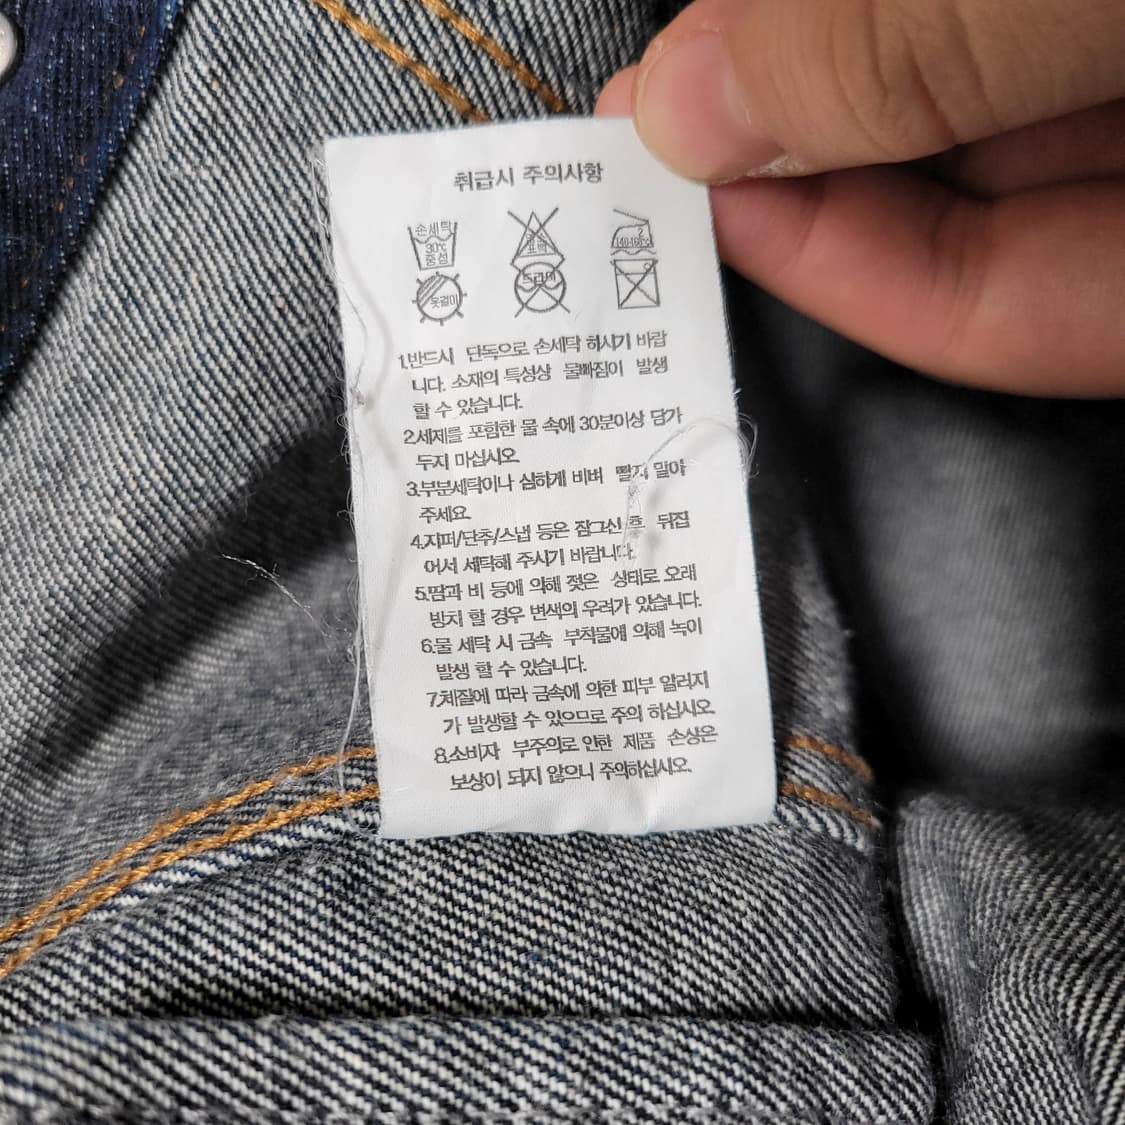 취급시 주의사항
손세탁
30℃
중성
표백
2
140-160℃
옷걸이
드라이
1.반드시 단독으로 손세탁 하시기 바랍
니다. 소재의 특성상 물빠짐이 발생
할 수 있습니다.
2.세제를 포함한 물 속에 30분이상 담가
두지 마십시오
3.부분세탁이나 심하게 비벼 빨지 말아
주세요.
4.지퍼/단추/스냅 등은 잠그신 후 뒤집
어서 세탁해 주시기 바랍니다.
5.땀과 비 등에 의해 젖은 상태로 오래
방치 할 경우 변색의 우려가 있습니다.
6.물 세탁 시 금속 부착물에 의해 녹이
발생 할 수 있습니다.
7.체질에 따라 금속에 의한 피부 알러지
가 발생할 수 있으므로 주의 하십시오.
8.소비자 부주의로 인한 제품 손상은
보상이 되지 않으니 주의하십시오.